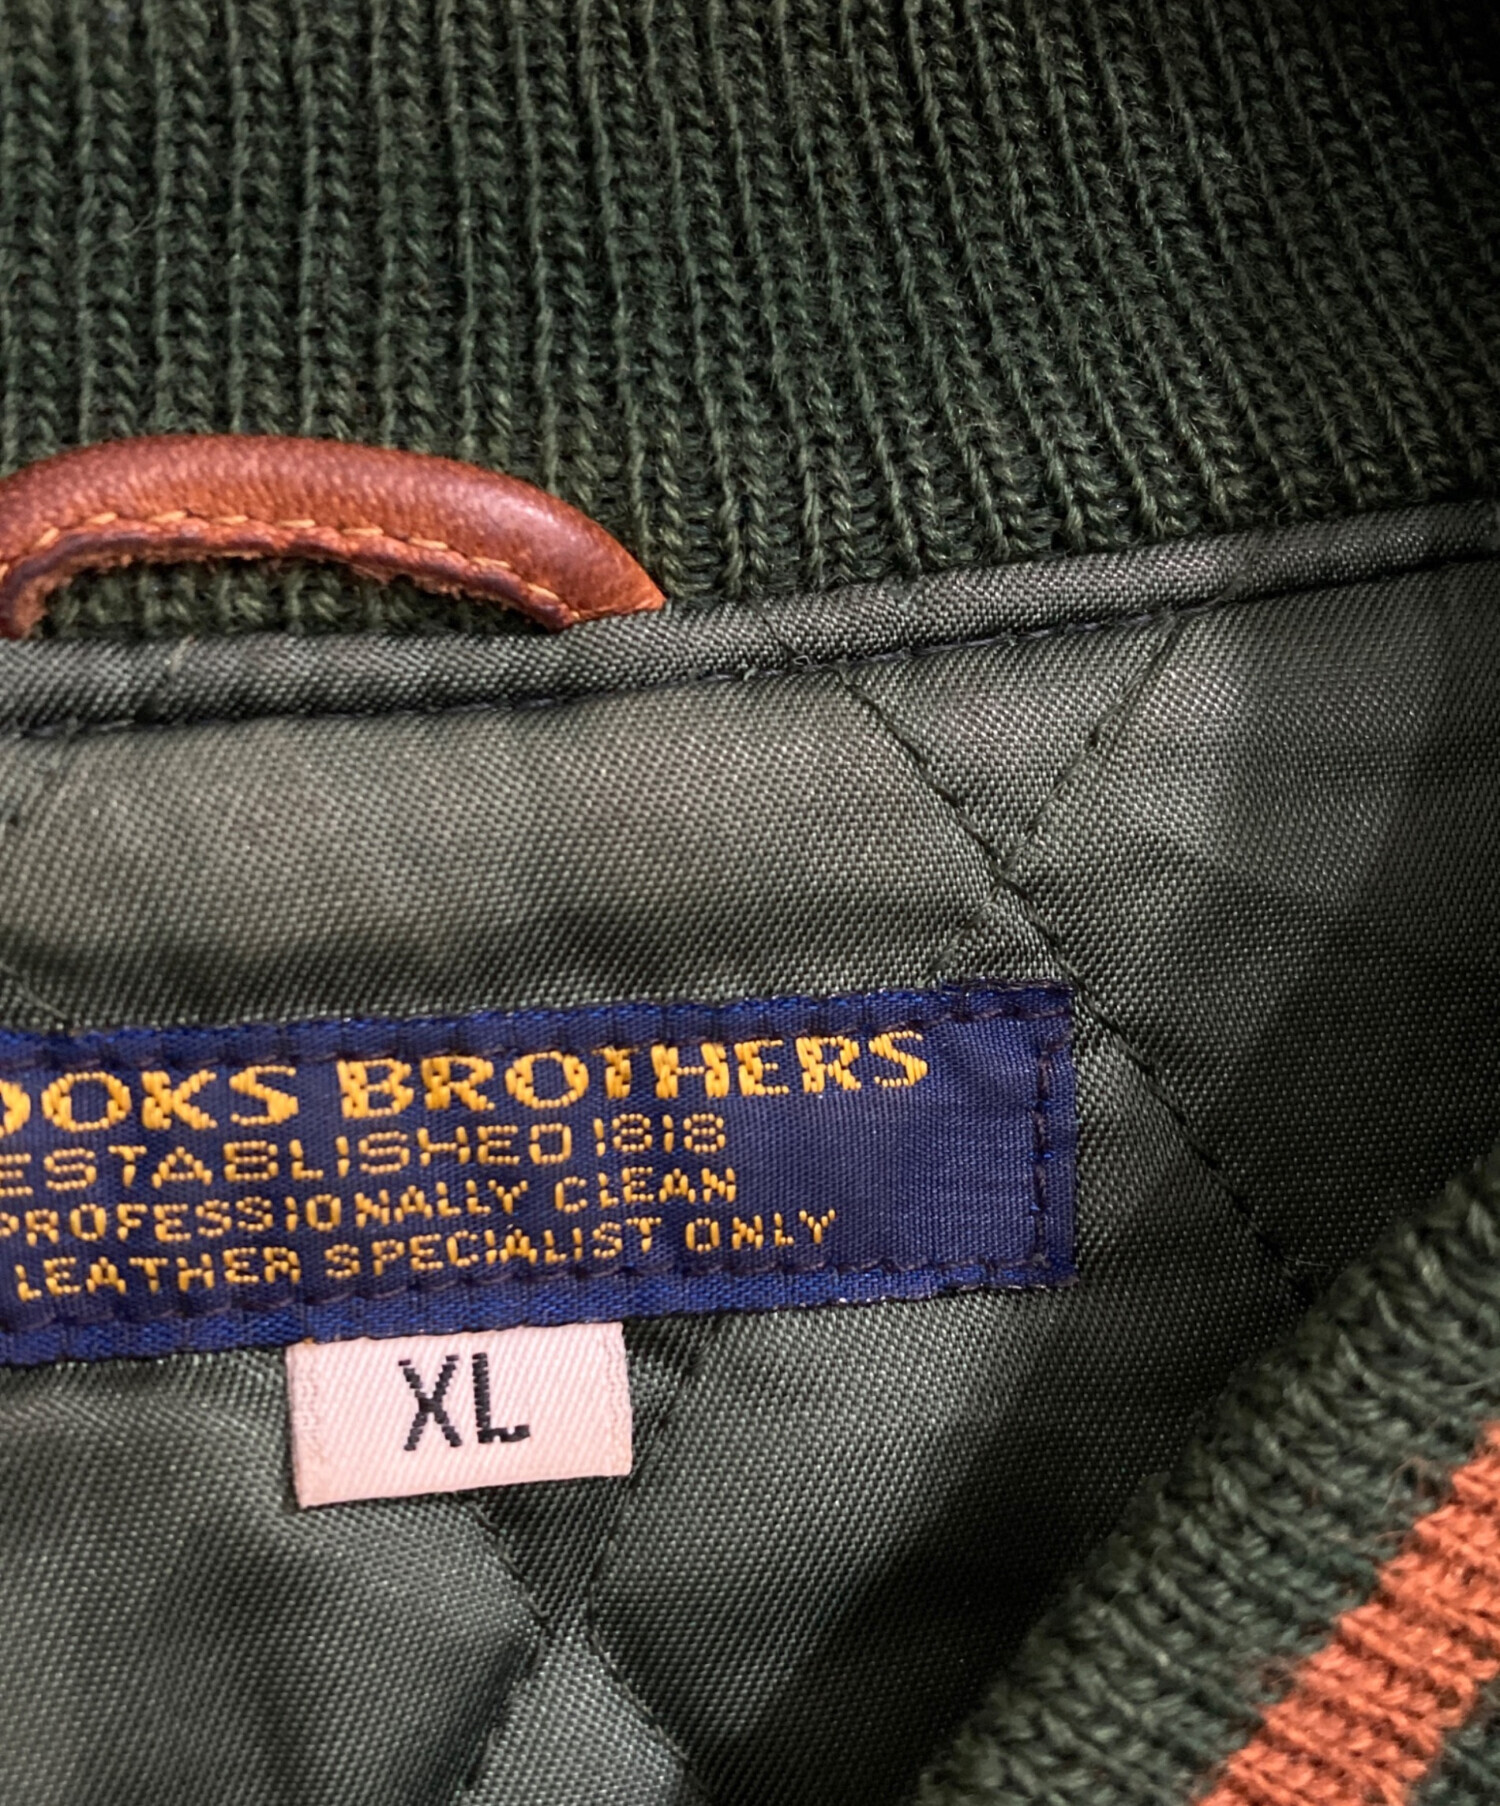 OOKS BROTHERS
ESTABLISHED 1818
PROFESSIONALLY CLEAN
LEATHER SPECIALIST ONLY
XL